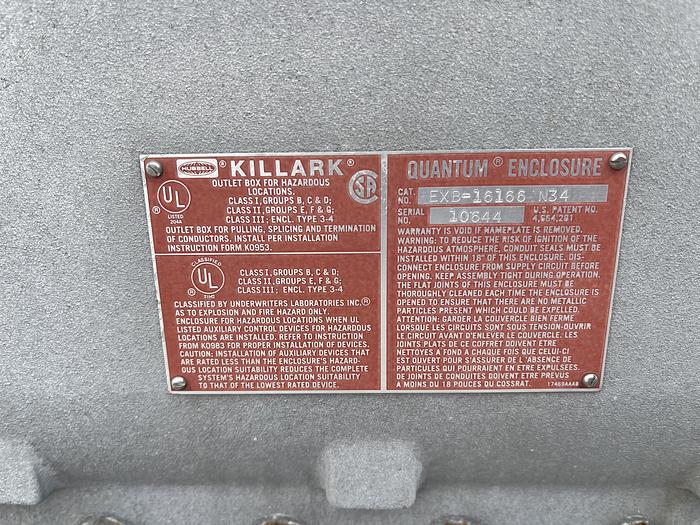 HUBBELL ® KILLARK ®
OUTLET BOX FOR HAZARDOUS
LOCATIONS.
CLASS I, GROUPS B, C & D;
CLASS II, GROUPS E, F & G;
CLASS III; ENCL. TYPE 3-4
UL
®
LISTED
204A
SA
OUTLET BOX FOR PULLING, SPLICING AND TERMINATION
OF CONDUCTORS. INSTALL PER INSTALLATION
INSTRUCTION FORM K0953.
CLASSIFIED
UL
®
CLASS I, GROUPS B, C & D;
CLASS II, GROUPS E, F & G;
CLASS III; ENCL. TYPE 3-4
CLASSIFIED BY UNDERWRITERS LABORATORIES INC.®
AS TO EXPLOSION AND FIRE HAZARD ONLY.
ENCLOSURE FOR HAZARDOUS LOCATIONS WHEN UL
LISTED AUXILIARY CONTROL DEVICES FOR HAZARDOUS
LOCATIONS ARE INSTALLED. REFER TO INSTRUCTION
FROM K0983 FOR PROPER INSTALLATION OF DEVICES.
CAUTION: INSTALLATION OF AUXILIARY DEVICES THAT
ARE RATED LESS THAN THE ENCLOSURE'S HAZARD-
OUS LOCATION SUITABILITY REDUCES THE COMPLETE
SYSTEM'S HAZARDOUS LOCATION SUITABILITY
TO THAT OF THE LOWEST RATED DEVICE.
QUANTUM ® ENCLOSURE
CAT. NO. EXB-16166 N34
SERIAL NO. 10644 U.S. PATENT NO.
WARRANTY IS VOID IF NAMEPLATE IS REMOVED.
WARNING: TO REDUCE THE RISK OF IGNITION OF THE
HAZARDOUS ATMOSPHERE, CONDUIT SEALS MUST BE
INSTALLED WITHIN 18" OF THIS ENCLOSURE. DIS-
CONNECT ENCLOSURE FROM SUPPLY CIRCUIT BEFORE
OPENING. KEEP ASSEMBLY TIGHT DURING OPERATION.
THE FLAT JOINTS OF THIS ENCLOSURE MUST BE
THOROUGHLY CLEANED EACH TIME THE ENCLOSURE IS
OPENED TO ENSURE THAT THERE ARE NO METALLIC
PARTICLES PRESENT WHICH COULD BE EXPELLED.
ATTENTION: GARDER LA COUVERCLE BIEN FERME
LORSQUE LES CIRCUITS SONT SOUS TENSION-OUVRIR
LE CIRCUIT AVANT D'ENLEVER LE COUVERCLE. LES
JOINTS PLATS DE CE COFFRET DOIVENT ETRE
NETTOYES A FOND A CHAQUE FOIS QUE CELUI-CI
EST OUVERT POUR S'ASSURER DE L'ABSENCE DE
PARTICULES QUI POURRAIENT EN ETRE EXPULSEES.
DE JOINTS DE CONDUITES DOIVENT ETRE PREVUS
A MOINS DU 18 POUCES QU COSSRAT. 17469AAAB